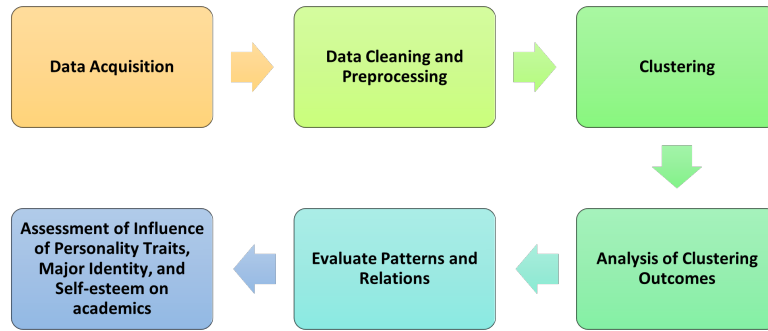 Data Acquisition
Data Cleaning and
Preprocessing
Clustering
Analysis of Clustering
Outcomes
Evaluate Patterns and
Relations
Assessment of Influence
of Personality Traits,
Major Identity, and
Self-esteem on
academics